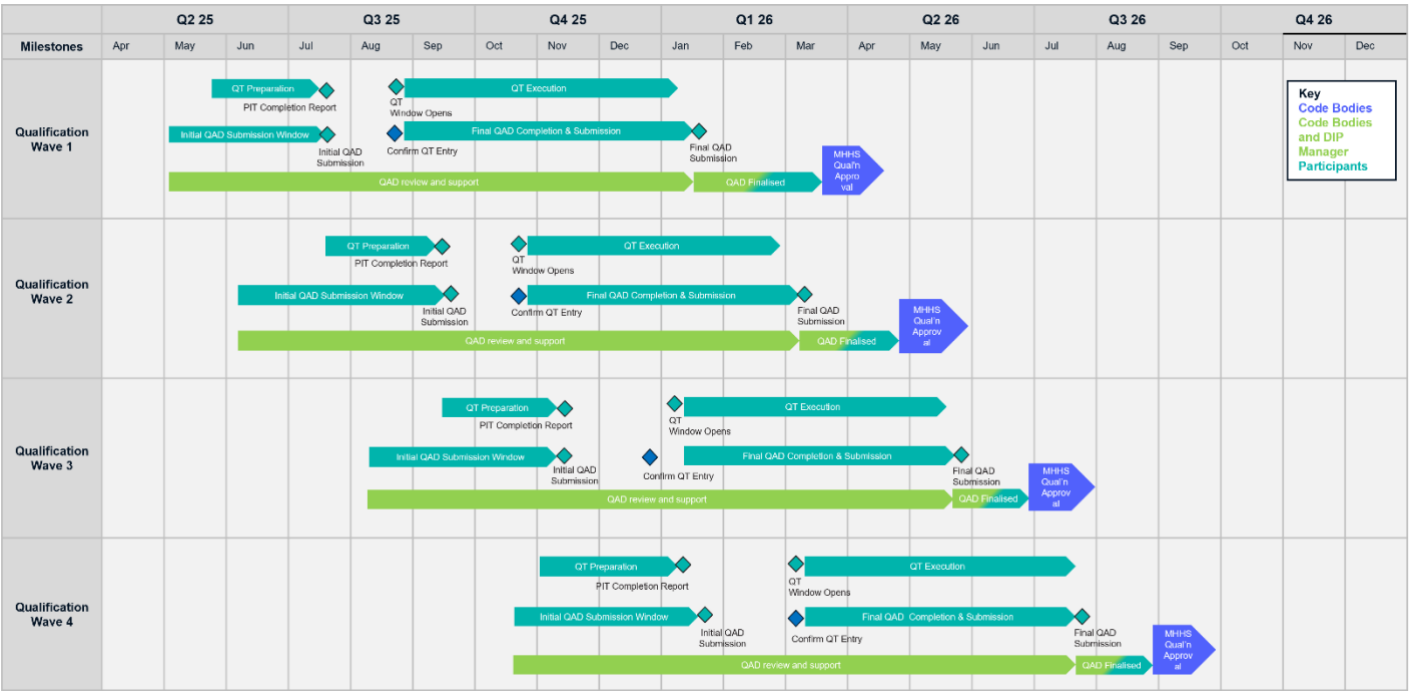 Q2 25 Q3 25 Q4 25 Q1 26 Q2 26 Q3 26 Q4 26
Milestones Apr May Jun Jul Aug Sep Oct Nov Dec Jan Feb Mar Apr May Jun Jul Aug Sep Oct Nov Dec
Key
Code Bodies
Code Bodies
and DIP
Manager
Participants
Qualification
Wave 1
QT Preparation
PIT Completion Report
QT
Window Opens
QT Execution
Initial QAD Submission Window
Initial QAD
Submission
Confirm QT Entry
Final QAD Completion & Submission
Final QAD
Submission
QAD review and support
QAD Finalised
MHHS
Qual'n
Appro
val
Qualification
Wave 2
QT Preparation
PIT Completion Report
QT
Window Opens
QT Execution
Initial QAD Submission Window
Initial QAD
Submission
Confirm QT Entry
Final QAD Completion & Submission
Final QAD
Submission
QAD review and support
QAD Finalised
MHHS
Qual'n
Approv
al
Qualification
Wave 3
QT Preparation
PIT Completion Report
QT
Window Opens
QT Execution
Initial QAD Submission Window
Initial QAD
Submission
Confirm QT Entry
Final QAD Completion & Submission
Final QAD
Submission
QAD review and support
QAD Finalised
MHHS
Qual'n
Approv
al
Qualification
Wave 4
QT Preparation
PIT Completion Report
QT
Window Opens
QT Execution
Initial QAD Submission Window
Initial QAD
Submission
Confirm QT Entry
Final QAD Completion & Submission
Final QAD
Submission
QAD review and support
QAD Finalised
MHHS
Qual'n
Approv
al